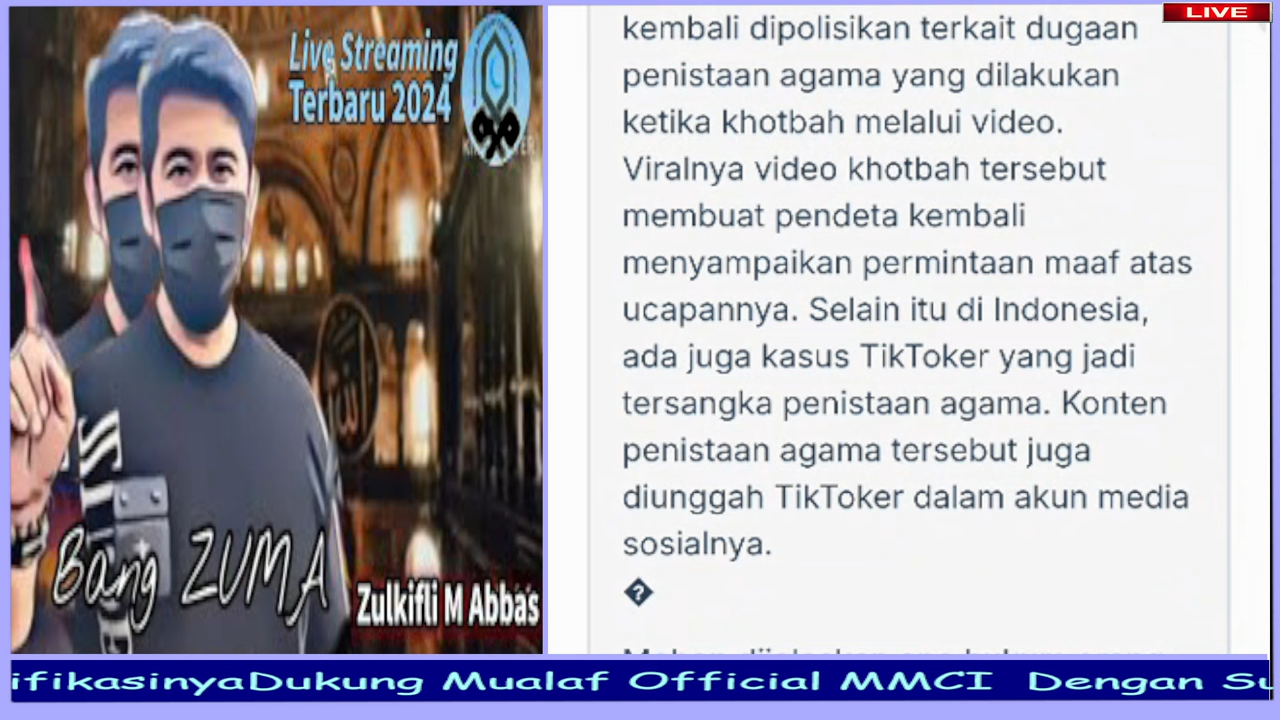 LIVE
Live Streaming
Terbaru 2024
Bang ZUMA
Zulkifli M Abbas
kembali dipolisikan terkait dugaan
penistaan agama yang dilakukan
ketika khotbah melalui video.
Viralnya video khotbah tersebut
membuat pendeta kembali
menyampaikan permintaan maaf atas
ucapannya. Selain itu di Indonesia,
ada juga kasus TikToker yang jadi
tersangka penistaan agama. Konten
penistaan agama tersebut juga
diunggah TikToker dalam akun media
sosialnya.
ifikasinyaDukung Mualaf Official MMCI Dengan Su